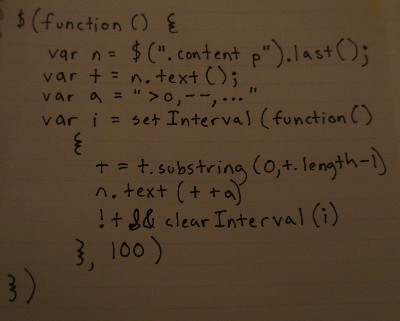 $(function () {
var n = $(".content p").last();
var t = n.text();
var a = ">o,--,..."
var i = setInterval (function()
{
t = t.substring (0,t.length-1)
n.text (t+a)
!t && clearInterval (i)
}, 100)
})